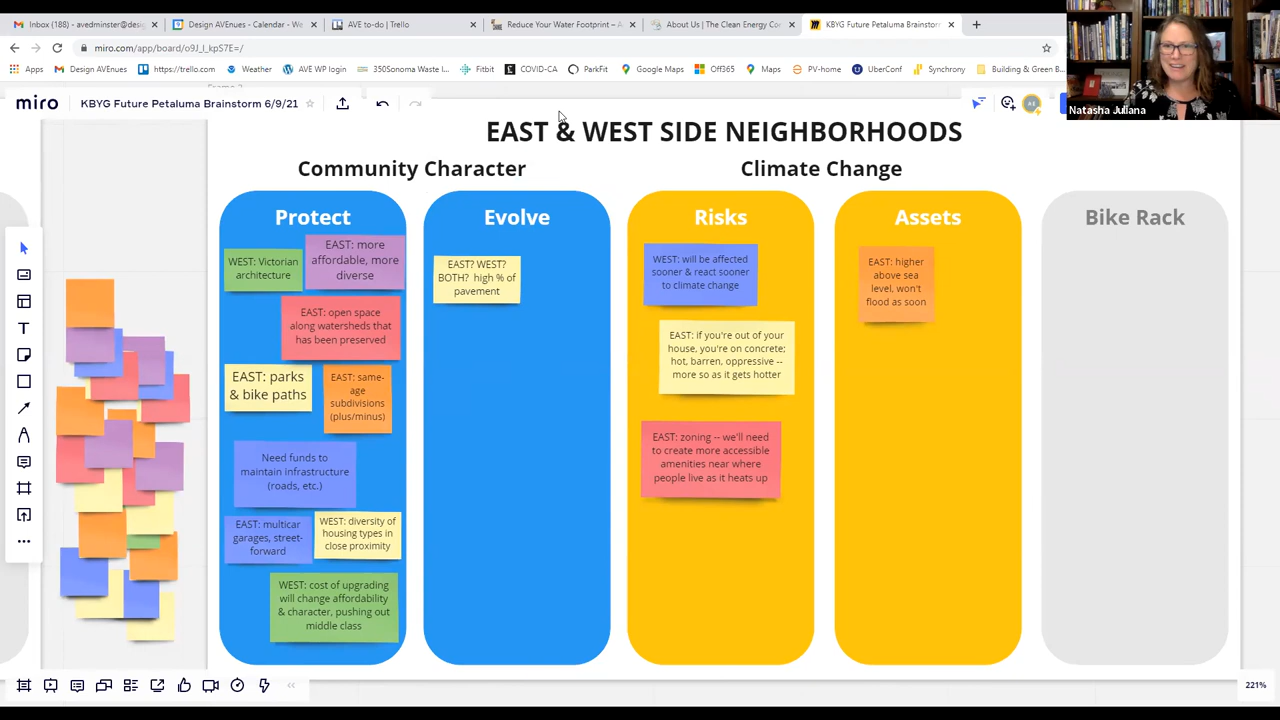 Inbox (188) - avedminster@desig
Design AVEnues - Calendar - We
AVE to-do | Trello
Reduce Your Water Footprint – A
About Us | The Clean Energy Co
KBYG Future Petaluma Brainstorm
miro.com/app/board/o9J_l_kpS7E=/
Apps
Design AVEnues
https://trello.com
Weather
AVE WP login
350Sonoma Waste I...
Fitbit
COVID-CA
ParkFit
Google Maps
Off365
Maps
PV-home
UberConf
Synchrony
Building & Green B...
Natasha Juliana
miro
KBYG Future Petaluma Brainstorm 6/9/21
AE
EAST & WEST SIDE NEIGHBORHOODS
Community Character
Climate Change
Protect
Evolve
Risks
Assets
Bike Rack
WEST: Victorian
architecture
EAST: more
affordable, more
diverse
EAST: open space
along watersheds that
has been preserved
EAST: parks
& bike paths
EAST: same-
age
subdivisions
(plus/minus)
Need funds to
maintain infrastructure
(roads, etc.)
EAST: multicar
garages, street-
forward
WEST: diversity of
housing types in
close proximity
WEST: cost of upgrading
will change affordability
& character, pushing out
middle class
EAST? WEST?
BOTH? high % of
pavement
WEST: will be affected
sooner & react sooner
to climate change
EAST: if you're out of your
house, you're on concrete;
hot, barren, oppressive --
more so as it gets hotter
EAST: zoning -- we'll need
to create more accessible
amenities near where
people live as it heats up
EAST: higher
above sea
level, won't
flood as soon
221%